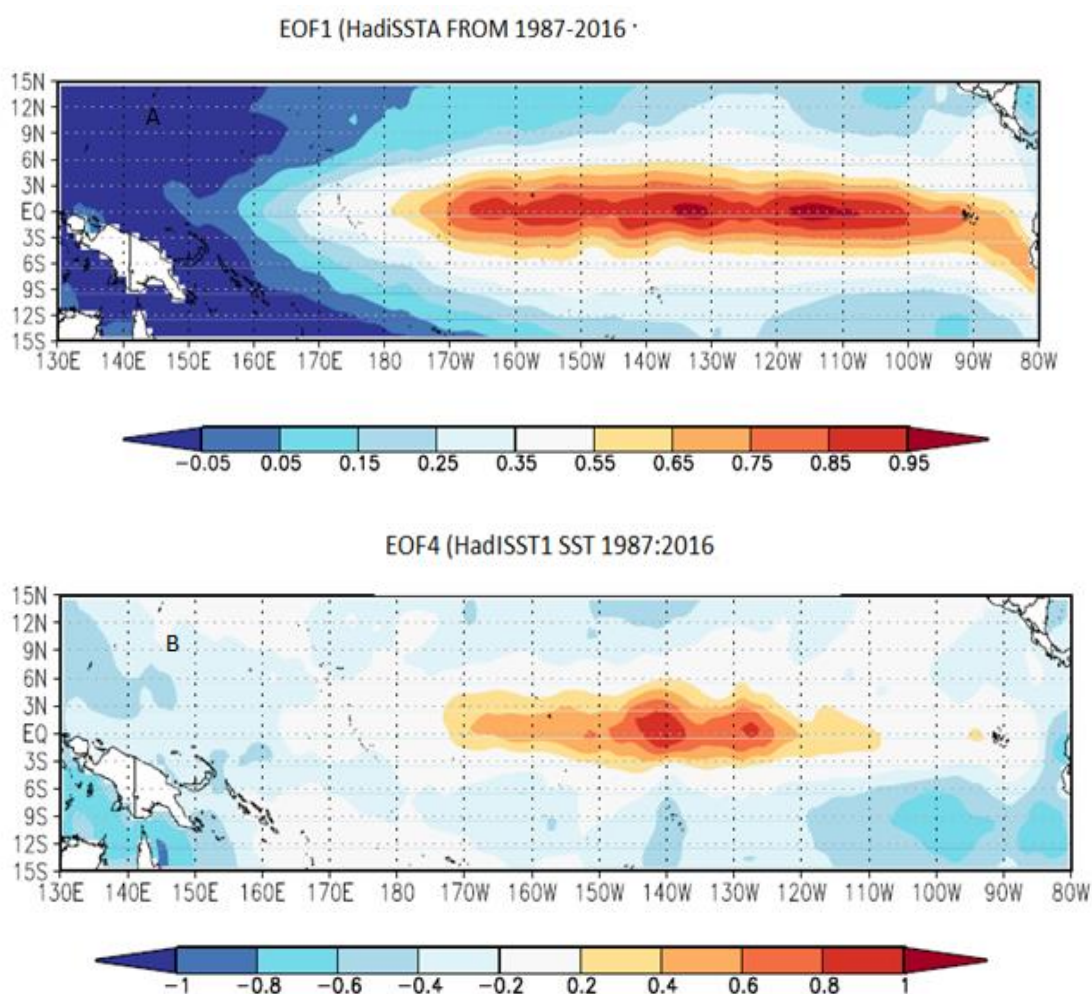 EOF1 (HadiSSTA FROM 1987-2016 ·
15N
12N
9N
6N
3N
EQ
3S
6S
9S
12S
15S
A
130E 140E 150E 160E 170E 180 170W 160W 150W 140W 130W 120W 110W 100W 90W 80W
-0.05 0.05 0.15 0.25 0.35 0.55 0.65 0.75 0.85 0.95
EOF4 (HadISST1 SST 1987:2016
15N
12N
9N
6N
3N
EQ
3S
6S
9S
12S
15S
B
130E 140E 150E 160E 170E 180 170W 160W 150W 140W 130W 120W 110W 100W 90W 80W
-1 -0.8 -0.6 -0.4 -0.2 0.2 0.4 0.6 0.8 1